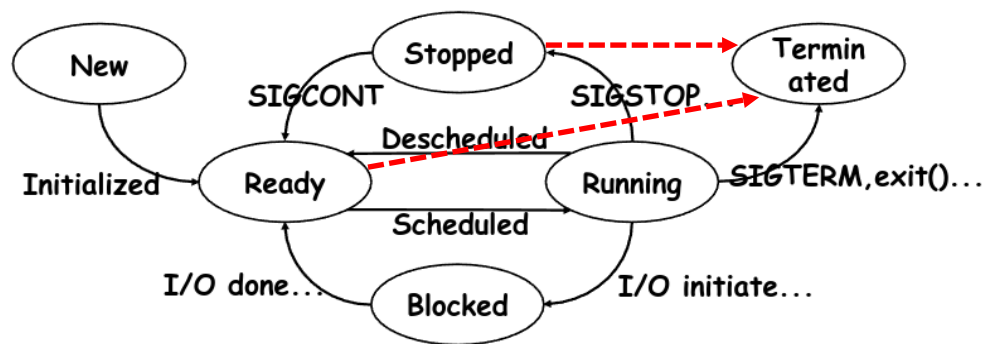 New
Stopped
Termin
ated
SIGCONT
SIGSTOP...
Descheduled
Initialized
Ready
Running
SIGTERM,exit()...
Scheduled
I/O done...
Blocked
I/O initiate...